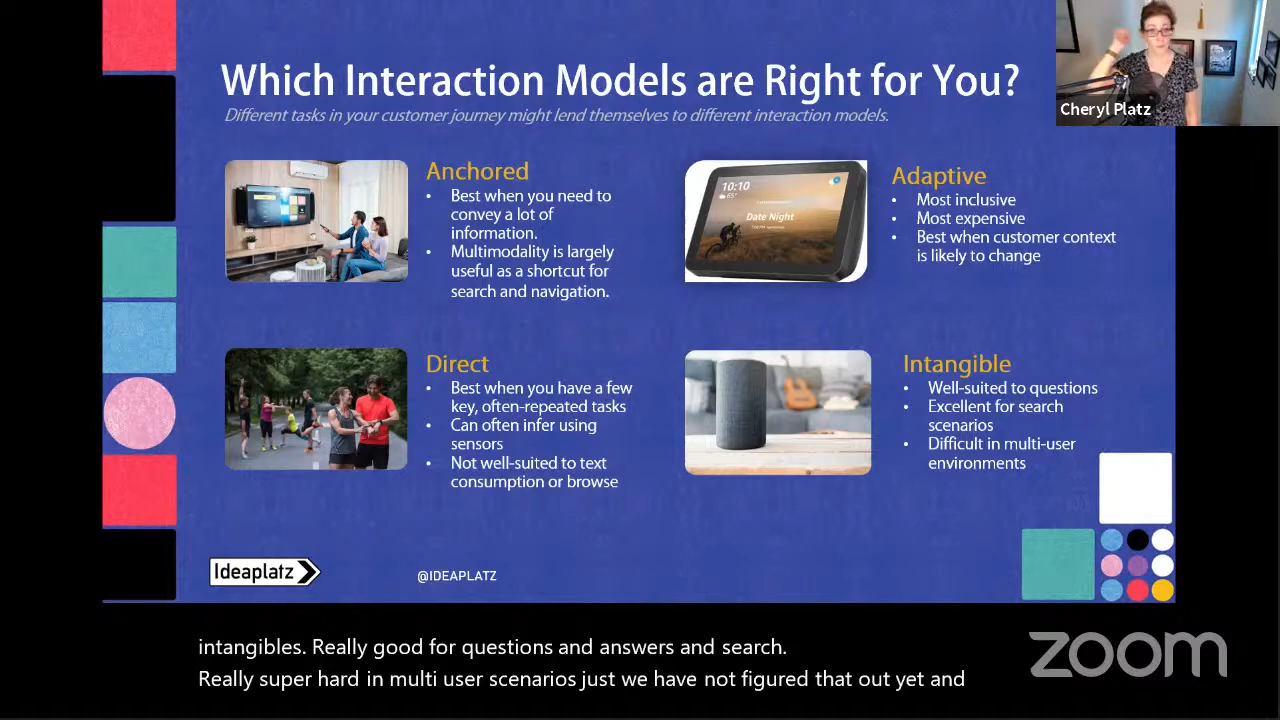 Which Interaction Models are Right for You?
Different tasks in your customer journey might lend themselves to different interaction models.
Cheryl Platz
Anchored
• Best when you need to
convey a lot of
information.
• Multimodality is largely
useful as a shortcut for
search and navigation.
10:10
Date Night
Adaptive
• Most inclusive
• Most expensive
• Best when customer context
is likely to change
Direct
• Best when you have a few
key, often-repeated tasks
• Can often infer using
sensors
• Not well-suited to text
consumption or browse
Intangible
• Well-suited to questions
• Excellent for search
scenarios
• Difficult in multi-user
environments
Ideaplatz
@IDEAPLATZ
intangibles. Really good for questions and answers and search.
Really super hard in multi user scenarios just we have not figured that out yet and
zoom